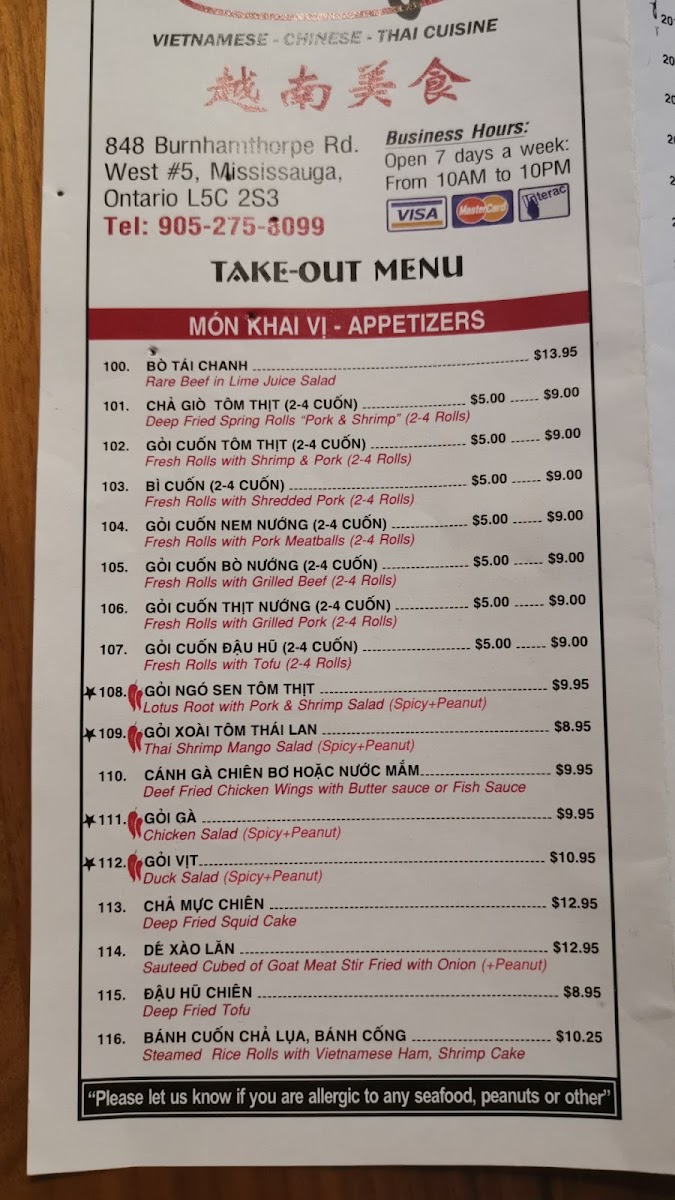 VIETNAMESE - CHINESE - THAI CUISINE
越南美食
848 Burnhamthorpe Rd.
West #5, Mississauga,
Ontario L5C 2S3
Tel: 905-275-8099
Business Hours:
Open 7 days a week:
From 10AM to 10PM
VISA MasterCard Interac
TAKE-OUT MENU
MÓN KHAI VỊ - APPETIZERS
100. BÒ TÁI CHANH $13.95
Rare Beef in Lime Juice Salad
101. CHẢ GIÒ TÔM THỊT (2-4 CUỐN) $5.00 $9.00
Deep Fried Spring Rolls "Pork & Shrimp" (2-4 Rolls)
102. GỎI CUỐN TÔM THỊT (2-4 CUỐN) $5.00 $9.00
Fresh Rolls with Shrimp & Pork (2-4 Rolls)
103. BÌ CUỐN (2-4 CUỐN) $5.00 $9.00
Fresh Rolls with Shredded Pork (2-4 Rolls)
104. GỎI CUỐN NEM NƯỚNG (2-4 CUỐN) $5.00 $9.00
Fresh Rolls with Pork Meatballs (2-4 Rolls)
105. GỎI CUỐN BÒ NƯỚNG (2-4 CUỐN) $5.00 $9.00
Fresh Rolls with Grilled Beef (2-4 Rolls)
106. GỎI CUỐN THỊT NƯỚNG (2-4 CUỐN) $5.00 $9.00
Fresh Rolls with Grilled Pork (2-4 Rolls)
107. GỎI CUỐN ĐẬU HŨ (2-4 CUỐN) $5.00 $9.00
Fresh Rolls with Tofu (2-4 Rolls)
★108. GỎI NGÓ SEN TÔM THỊT $9.95
Lotus Root with Pork & Shrimp Salad (Spicy+Peanut)
★109. GỎI XOÀI TÔM THÁI LAN $8.95
Thai Shrimp Mango Salad (Spicy+Peanut)
110. CÁNH GÀ CHIÊN BƠ HOẶC NƯỚC MẮM $9.95
Deef Fried Chicken Wings with Butter sauce or Fish Sauce
★111. GỎI GÀ $9.95
Chicken Salad (Spicy+Peanut)
★112. GỎI VỊT $10.95
Duck Salad (Spicy+Peanut)
113. CHẢ MỰC CHIÊN $12.95
Deep Fried Squid Cake
114. DÊ XÀO LĂN $12.95
Sauteed Cubed of Goat Meat Stir Fried with Onion (+Peanut)
115. ĐẬU HŨ CHIÊN $8.95
Deep Fried Tofu
116. BÁNH CUỐN CHẢ LỤA, BÁNH CỐNG $10.25
Steamed Rice Rolls with Vietnamese Ham, Shrimp Cake
"Please let us know if you are allergic to any seafood, peanuts or other"